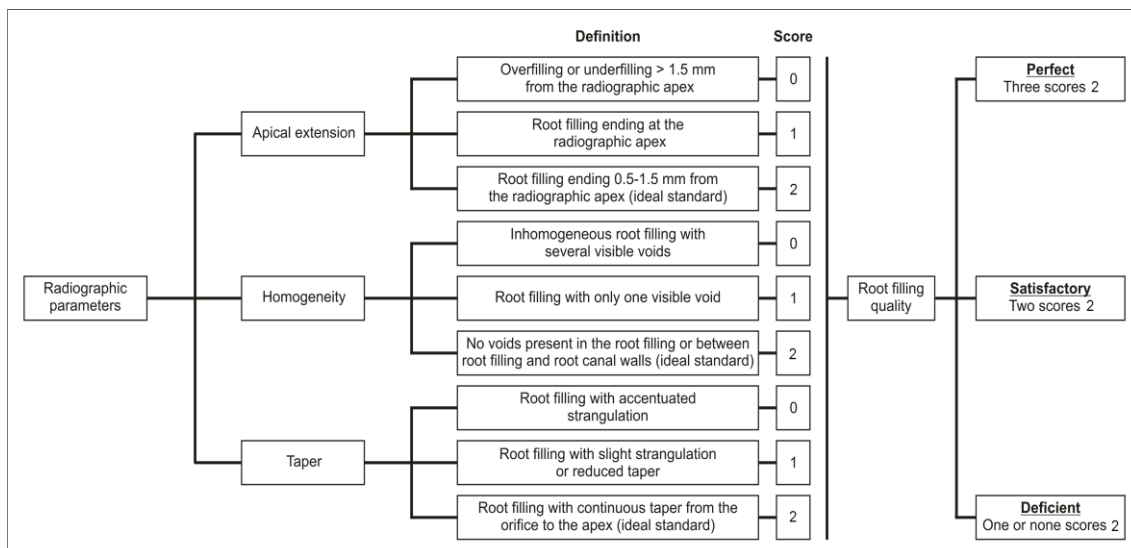 Definition
Score
Radiographic
parameters
Apical extension
Overfilling or underfilling > 1.5 mm
from the radiographic apex
0
Root filling ending at the
radiographic apex
1
Root filling ending 0.5-1.5 mm from
the radiographic apex (ideal standard)
2
Homogeneity
Inhomogeneous root filling with
several visible voids
0
Root filling with only one visible void
1
No voids present in the root filling or between
root filling and root canal walls (ideal standard)
2
Taper
Root filling with accentuated
strangulation
0
Root filling with slight strangulation
or reduced taper
1
Root filling with continuous taper from the
orifice to the apex (ideal standard)
2
Root filling
quality
Perfect
Three scores 2
Satisfactory
Two scores 2
Deficient
One or none scores 2